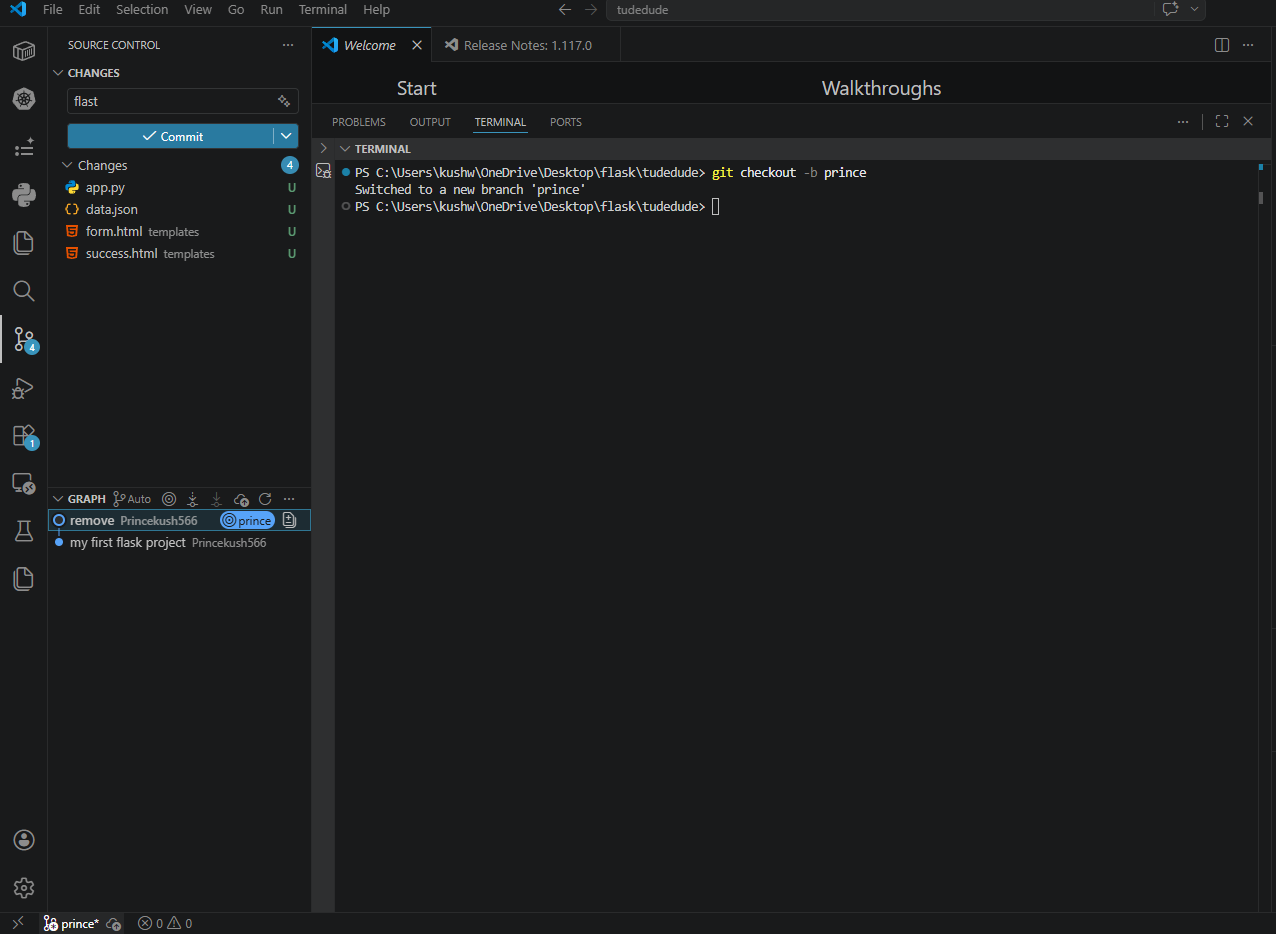 File Edit Selection View Go Run Terminal Help
tudedude
SOURCE CONTROL
CHANGES
flast
Commit
Changes 4
app.py U
data.json U
form.html templates U
success.html templates U
4
1
GRAPH Auto
remove Princekush566 prince
my first flask project Princekush566
Welcome Release Notes: 1.117.0
Start Walkthroughs
PROBLEMS OUTPUT TERMINAL PORTS
TERMINAL
PS C:\Users\kushw\OneDrive\Desktop\flask\tudedude> git checkout -b prince
Switched to a new branch 'prince'
PS C:\Users\kushw\OneDrive\Desktop\flask\tudedude>
prince* 0 0